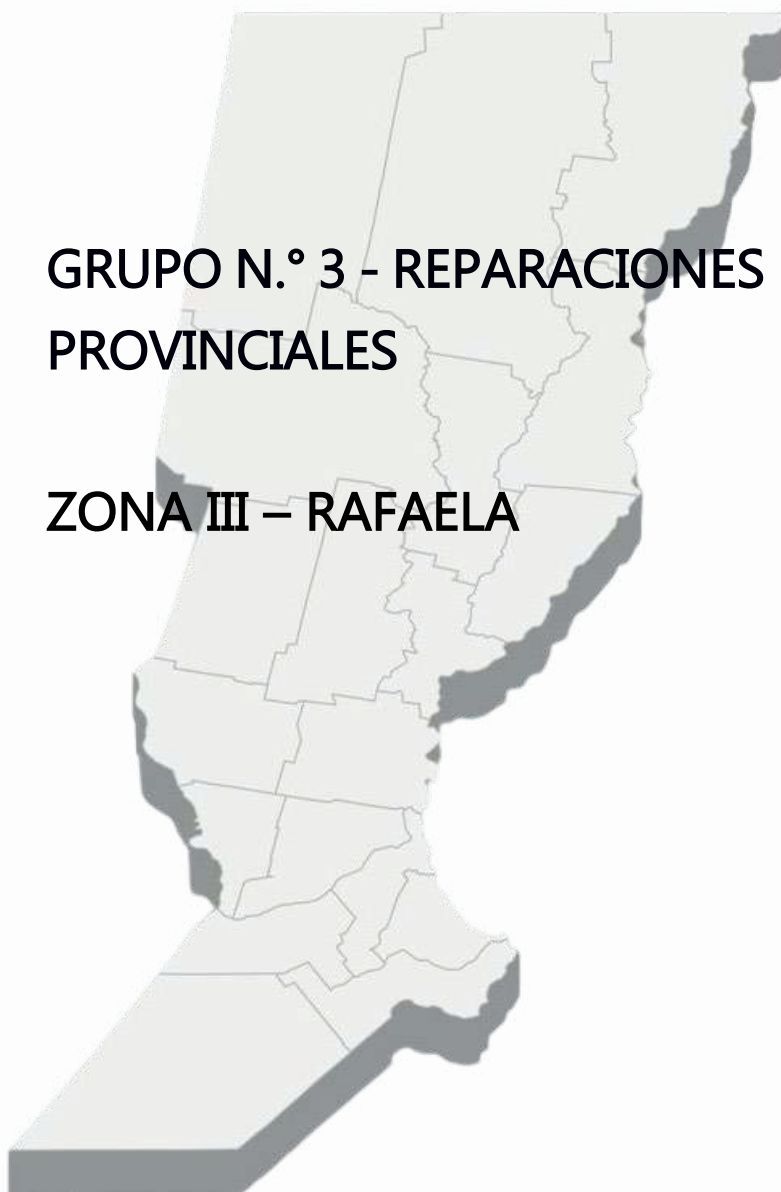 GRUPO N.° 3 - REPARACIONES
PROVINCIALES
ZONA III – RAFAELA